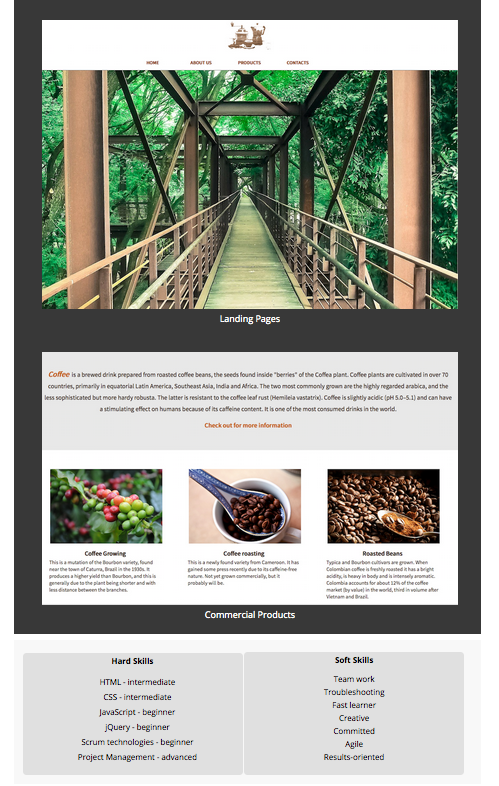 HOME ABOUT US PRODUCTS CONTACTS
Landing Pages
Coffee is a brewed drink prepared from roasted coffee beans, the seeds found inside "berries" of the Coffea plant. Coffee plants are cultivated in over 70
countries, primarily in equatorial Latin America, Southeast Asia, India and Africa. The two most commonly grown are the highly regarded arabica, and the
less sophisticated but more hardy robusta. The latter is resistant to the coffee leaf rust (Hemileia vastatrix). Coffee is slightly acidic (pH 5.0–5.1) and can have
a stimulating effect on humans because of its caffeine content. It is one of the most consumed drinks in the world.
Check out for more information
Coffee Growing
This is a mutation of the Bourbon variety, found
near the town of Caturra, Brazil in the 1930s. It
produces a higher yield than Bourbon, and this is
generally due to the plant being shorter and with
less distance between the branches.
Coffee roasting
This is a newly found variety from Cameroon. It has
gained some press recently due to its caffeine-free
nature. Not yet grown commercially, but it
probably will be.
Roasted Beans
Typica and Bourbon cultivars are grown. When
Colombian coffee is freshly roasted it has a bright
acidity, is heavy in body and is intensely aromatic.
Colombia accounts for about 12% of the coffee
market (by value) in the world, third in volume after
Vietnam and Brazil.
Commercial Products
Hard Skills
HTML - intermediate
CSS - intermediate
JavaScript - beginner
jQuery - beginner
Scrum technologies - beginner
Project Management - advanced
Soft Skills
Team work
Troubleshooting
Fast learner
Creative
Committed
Agile
Results-oriented